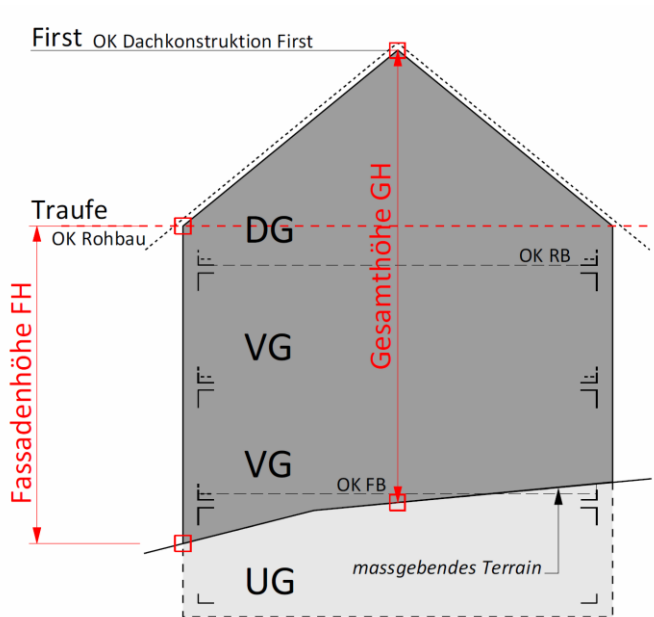 First OK Dachkonstruktion First
Traufe
OK Rohbau
DG
OK RB
Gesamthöhe GH
Fassadenhöhe FH
VG
VG
OK FB
massgebendes Terrain
UG